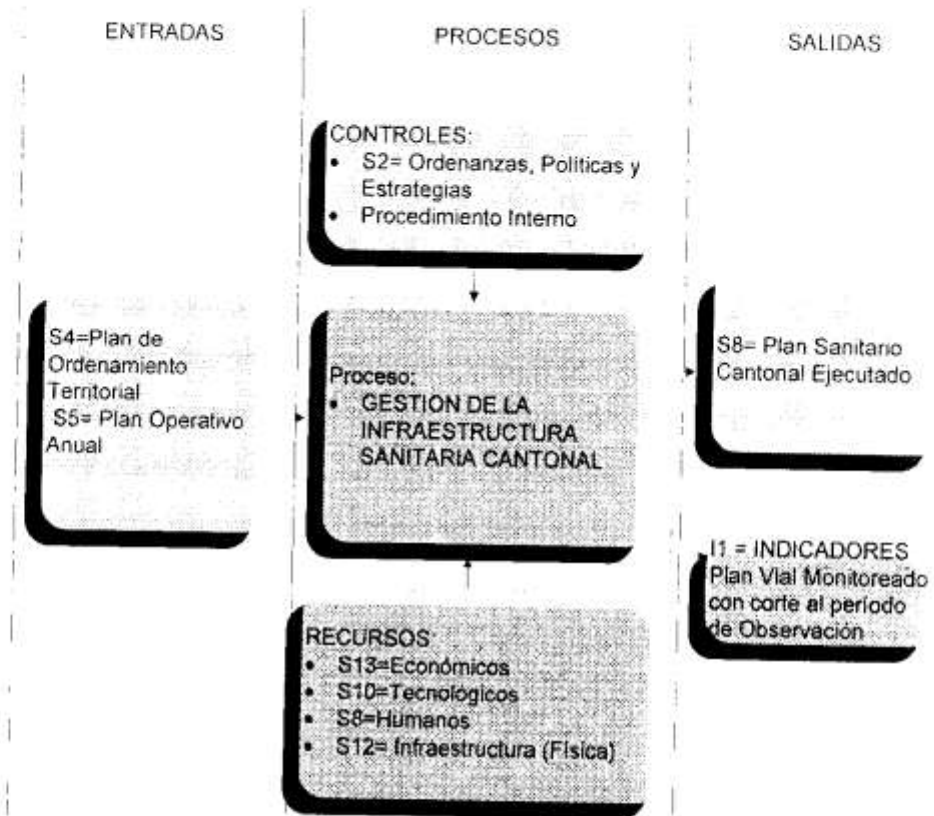 ENTRADAS
PROCESOS
SALIDAS
CONTROLES:
• S2= Ordenanzas, Políticas y
Estrategias
• Procedimiento Interno
S4=Plan de
Ordenamiento
Territorial
S5= Plan Operativo
Anual
Proceso:
• GESTION DE LA
INFRAESTRUCTURA
SANITARIA CANTONAL
S8= Plan Sanitario
Cantonal Ejecutado
I1 = INDICADORES
Plan Vial Monitoreado
con corte al período
de Observación
RECURSOS:
• S13=Económicos
• S10=Tecnológicos
• S8=Humanos
• S12= Infraestructura (Física)